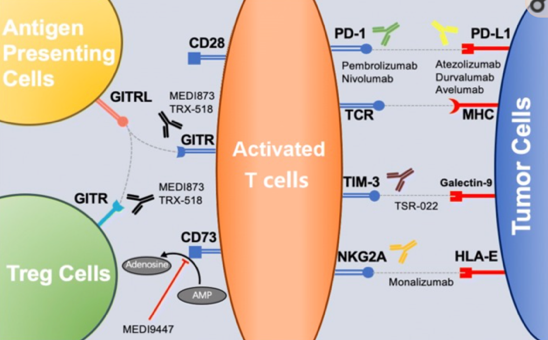 Antigen
Presenting
Cells
GITRL
CD28
MEDI873
TRX-518
GITR
GITR
MEDI873
TRX-518
Treg Cells
CD73
Adenosine
AMP
MEDI9447
Activated
T cells
PD-1
PD-L1
Pembrolizumab
Nivolumab
Atezolizumab
Durvalumab
Avelumab
TCR
MHC
TIM-3
Galectin-9
TSR-022
NKG2A
HLA-E
Monalizumab
Tumor Cells